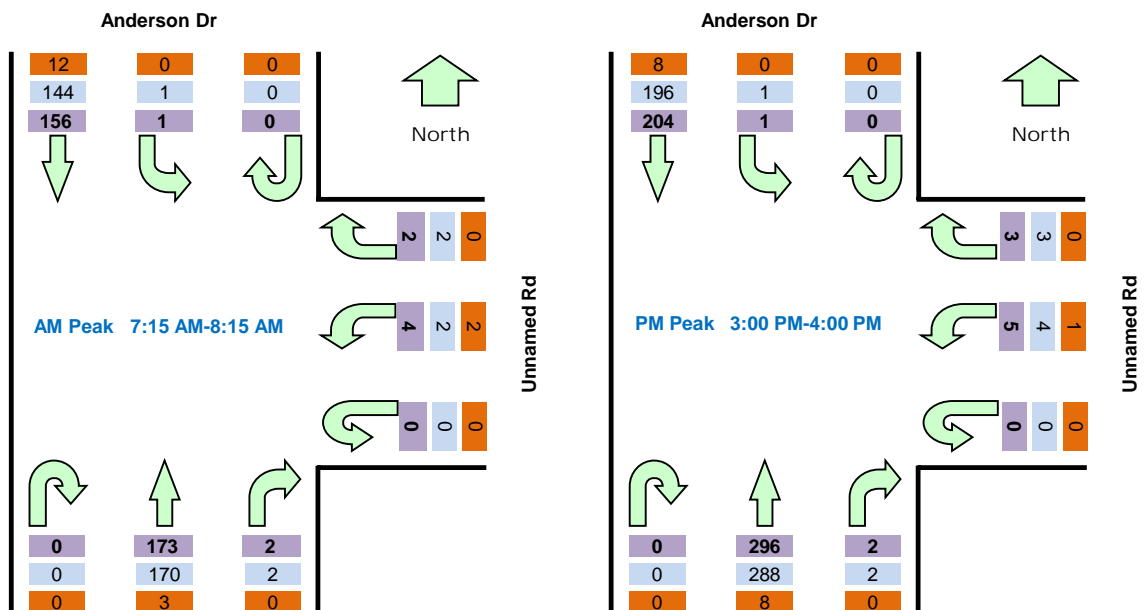 Anderson Dr
12 0 0
144 1 0
156 1 0
North
2 2 0
AM Peak 7:15 AM-8:15 AM
4 2 2
Unnamed Rd
0 0 0
0 173 2
0 170 2
0 3 0
Anderson Dr
8 0 0
196 1 0
204 1 0
North
3 3 0
PM Peak 3:00 PM-4:00 PM
5 4 1
Unnamed Rd
0 0 0
0 296 2
0 288 2
0 8 0